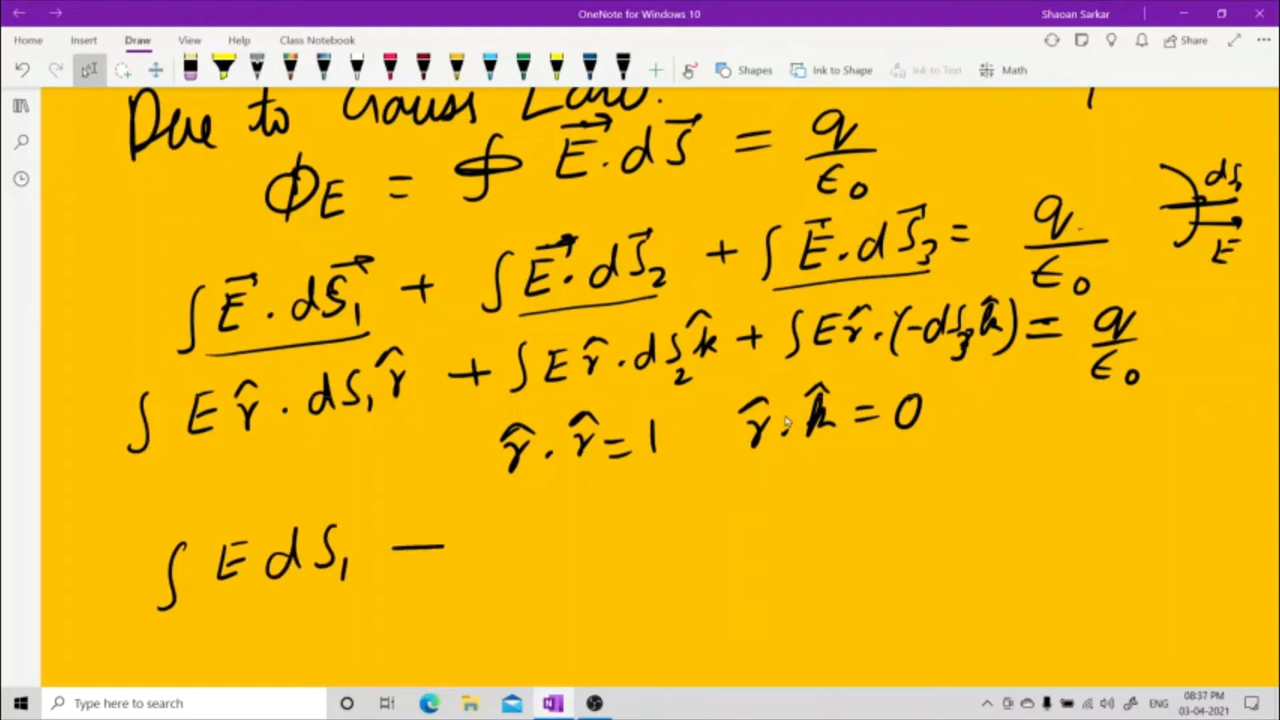 OneNote for Windows 10
Shaoan Sarkar
Home Insert Draw View Help Class Notebook
Share
Shapes Ink to Shape Ink to Text Math
Due to Gauss Law.
ϕE = ∮ E⃗ · dS⃗ = q/ε0
∫ E⃗ · dS⃗1 + ∫ E⃗ · dS⃗2 + ∫ E⃗ · dS⃗3 = q/ε0
dS1
E
∫ E r̂ · dS1 r̂ + ∫ E r̂ · dS2 k̂ + ∫ E r̂ · (-dS3 k̂) = q/ε0
r̂ · r̂ = 1 r̂ · k̂ = 0
∫ E dS1 —
Type here to search
ENG
08:37 PM
03-04-2021